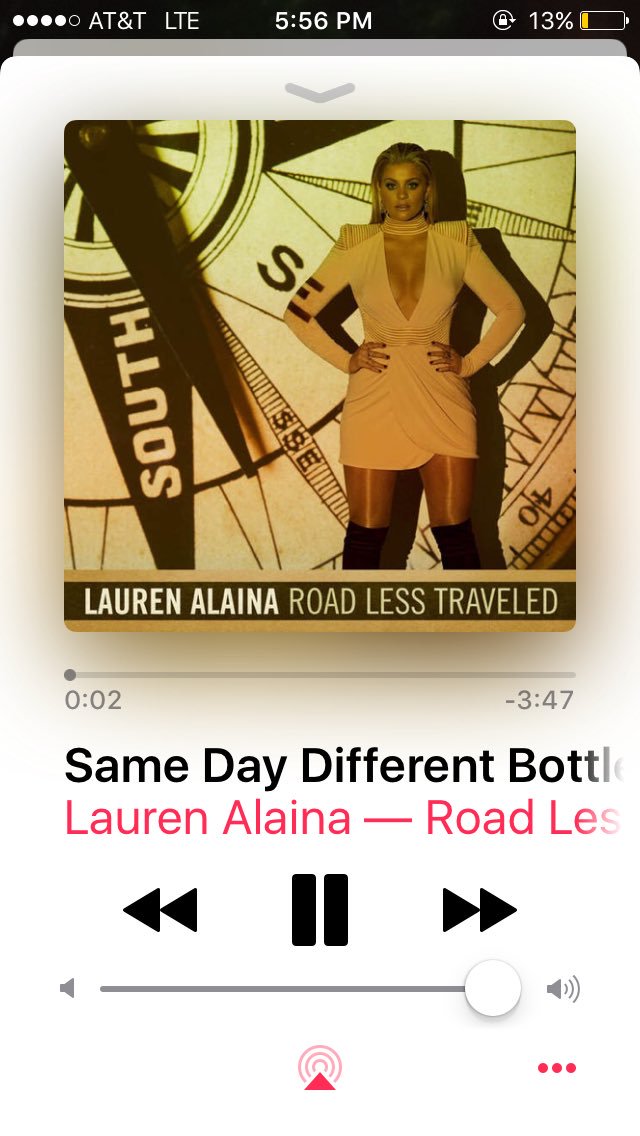 AT&T LTE 5:56 PM 13%
SOUTH
SE
SSE
40
LAUREN ALAINA ROAD LESS TRAVELED
0:02 -3:47
Same Day Different Bottle
Lauren Alaina — Road Les